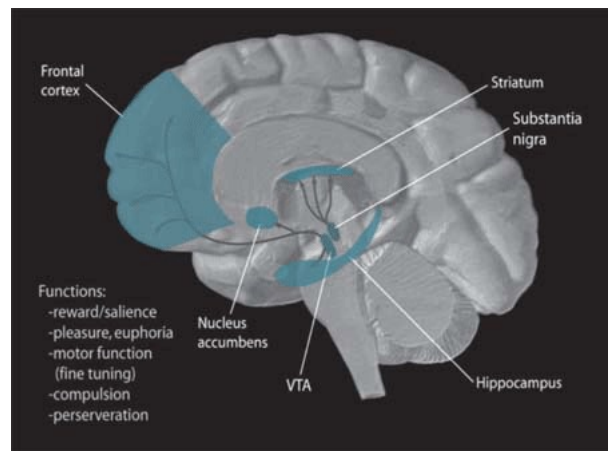 Frontal
cortex
Striatum
Substantia
nigra
Functions:
-reward/salience
-pleasure, euphoria
-motor function
(fine tuning)
-compulsion
-perserveration
Nucleus
accumbens
VTA
Hippocampus